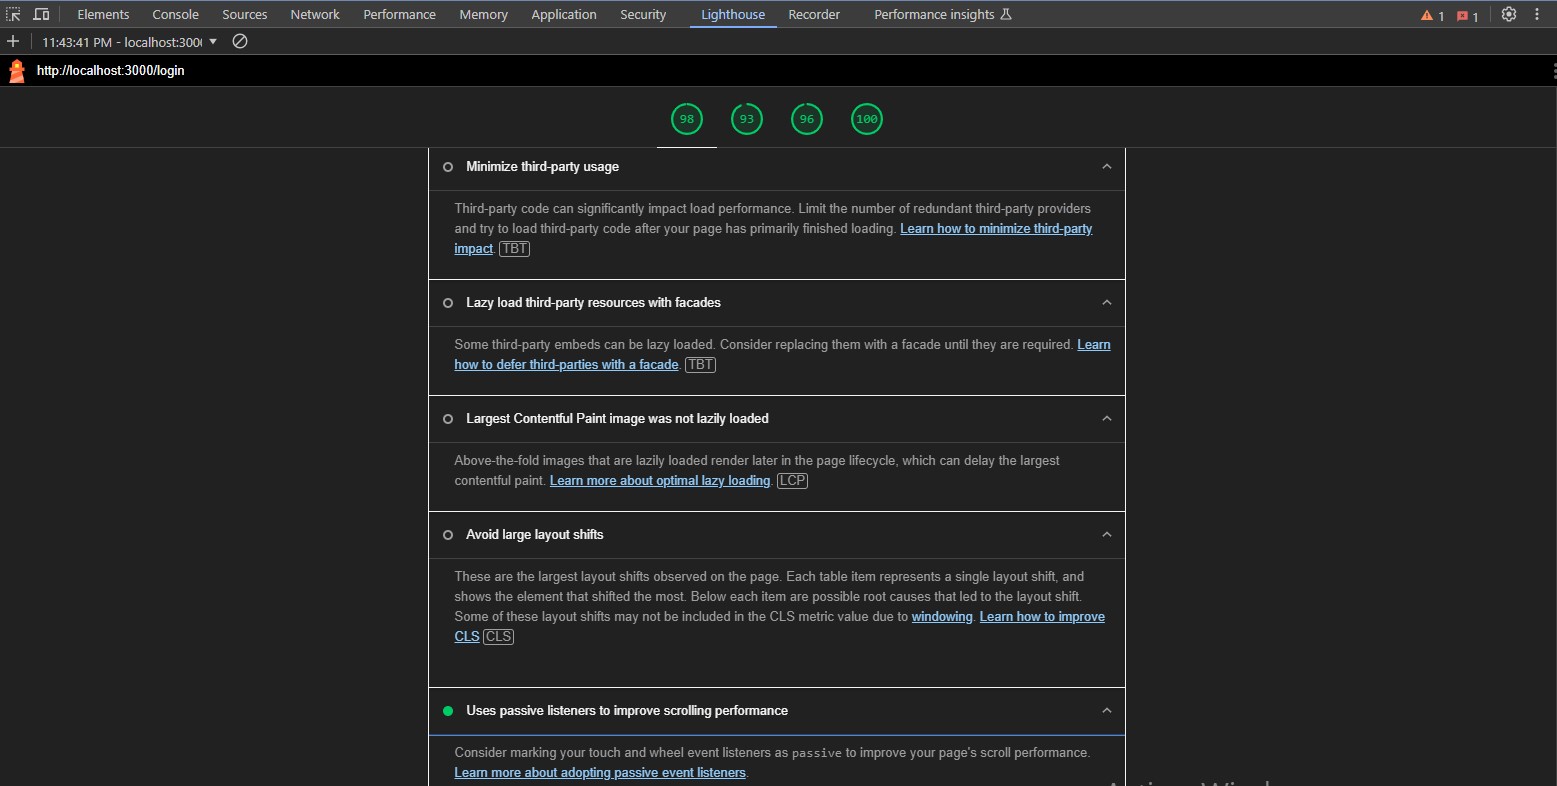 Elements Console Sources Network Performance Memory Application Security Lighthouse Recorder Performance insights 1 1
11:43:41 PM - localhost:3000
http://localhost:3000/login
98 93 96 100
Minimize third-party usage
Third-party code can significantly impact load performance. Limit the number of redundant third-party providers
and try to load third-party code after your page has primarily finished loading. Learn how to minimize third-party
impact. TBT
Lazy load third-party resources with facades
Some third-party embeds can be lazy loaded. Consider replacing them with a facade until they are required. Learn
how to defer third-parties with a facade. TBT
Largest Contentful Paint image was not lazily loaded
Above-the-fold images that are lazily loaded render later in the page lifecycle, which can delay the largest
contentful paint. Learn more about optimal lazy loading. LCP
Avoid large layout shifts
These are the largest layout shifts observed on the page. Each table item represents a single layout shift, and
shows the element that shifted the most. Below each item are possible root causes that led to the layout shift.
Some of these layout shifts may not be included in the CLS metric value due to windowing. Learn how to improve
CLS CLS
Uses passive listeners to improve scrolling performance
Consider marking your touch and wheel event listeners as passive to improve your page's scroll performance.
Learn more about adopting passive event listeners.